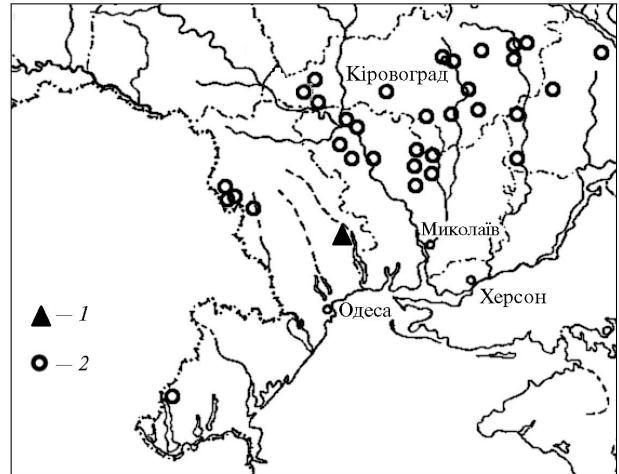 Кіровоград
Миколаїв
Херсон
Одеса
— 1
— 2